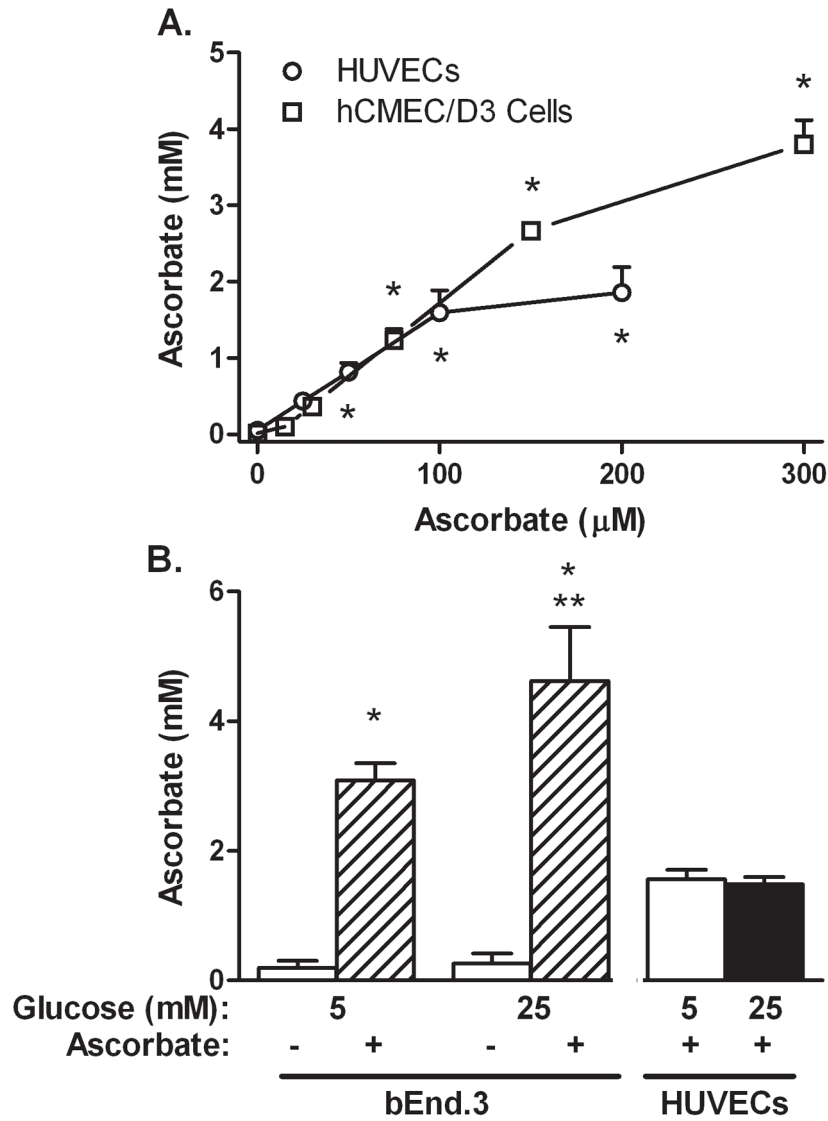 A.
5
HUVECs
*
hCMEC/D3 Cells
4
*
3
*
2
*
*
1
*
0
Ascorbate (mM)
0 100 200 300
Ascorbate (μM)
B.
*
6
**
*
4
2
0
Ascorbate (mM)
Glucose (mM): 5 25 5 25
Ascorbate: - + - + + +
bEnd.3 HUVECs